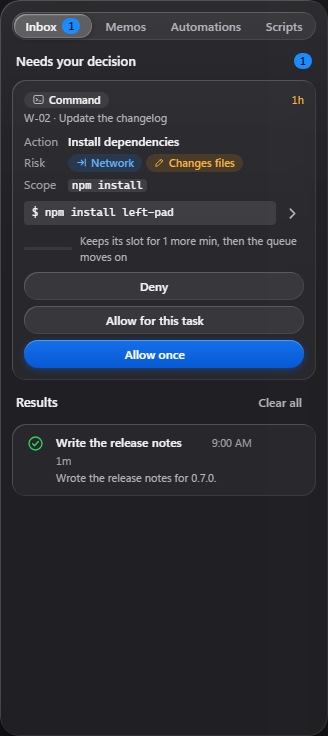 Inbox 1 Memos Automations Scripts
Needs your decision 1
Command 1h
W-02 · Update the changelog
Action Install dependencies
Risk Network Changes files
Scope npm install
$ npm install left-pad
Keeps its slot for 1 more min, then the queue
moves on
Deny
Allow for this task
Allow once
Results Clear all
Write the release notes 9:00 AM
1m
Wrote the release notes for 0.7.0.